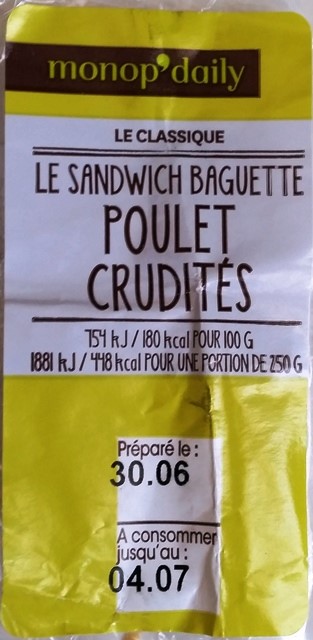 monop'daily
LE CLASSIQUE
LE SANDWICH BAGUETTE
POULET
CRUDITÉS
754 kJ / 180 kcal POUR 100 G
1881 kJ / 448 kcal POUR UNE PORTION DE 250 G
Préparé le :
30.06
A consommer
jusqu'au :
04.07